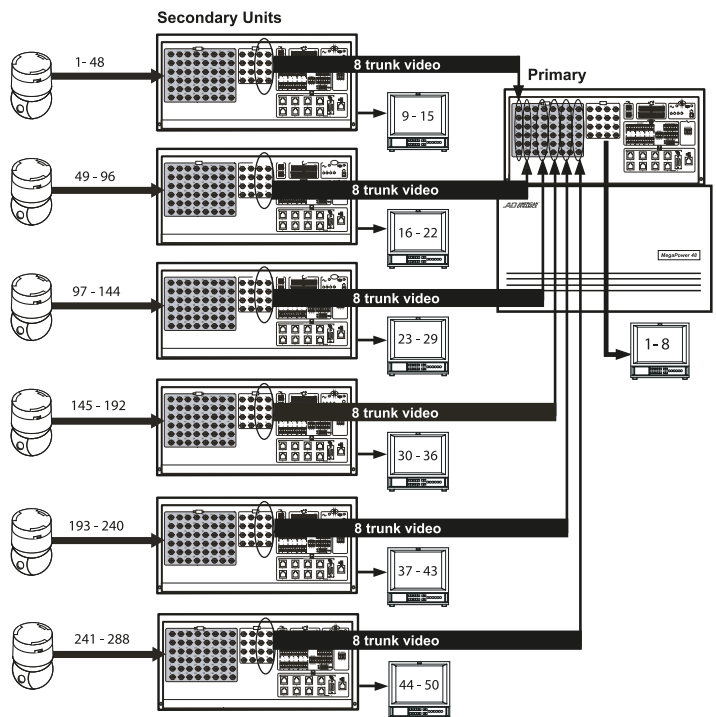 Secondary Units
1- 48
8 trunk video
9 - 15
Primary
49 - 96
8 trunk video
16 - 22
MegaPower 48
97 - 144
8 trunk video
23 - 29
1- 8
145 - 192
8 trunk video
30 - 36
193 - 240
8 trunk video
37 - 43
241 - 288
8 trunk video
44 - 50